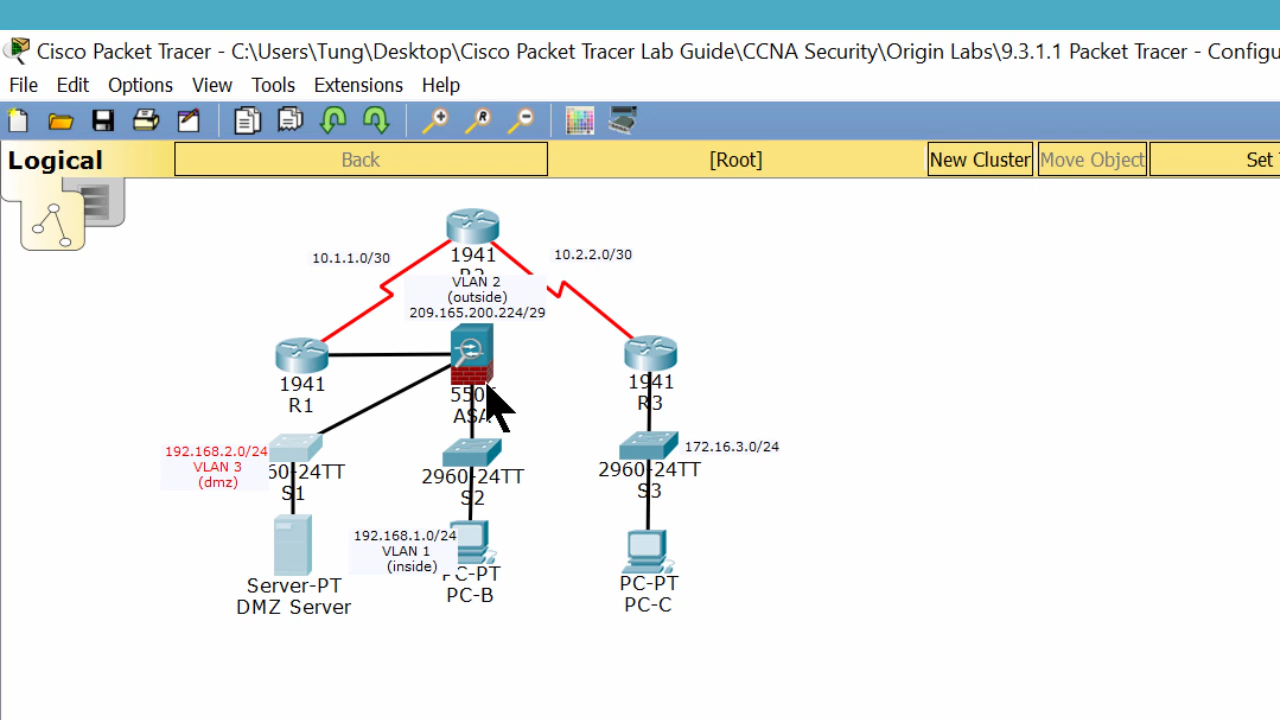 Cisco Packet Tracer - C:\Users\Tung\Desktop\Cisco Packet Tracer Lab Guide\CCNA Security\Origin Labs\9.3.1.1 Packet Tracer - Configu
File Edit Options View Tools Extensions Help
Logical Back [Root] New Cluster Move Object Set
10.1.1.0/30
1941
10.2.2.0/30
VLAN 2
(outside)
209.165.200.224/29
1941
R1
ASA
1941
R3
192.168.2.0/24
VLAN 3
(dmz)
60-24TT
S1
2960-24TT
S2
2960-24TT
S3
172.16.3.0/24
192.168.1.0/24
VLAN 1
(inside)
Server-PT
DMZ Server
C-PT
PC-B
PC-PT
PC-C